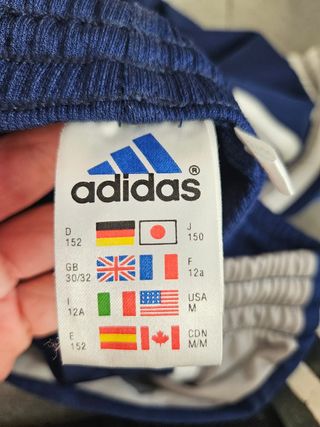 adidas®
D J
152 150
GB F
30/32 12a
I USA
12A M
E CDN
152 M/M